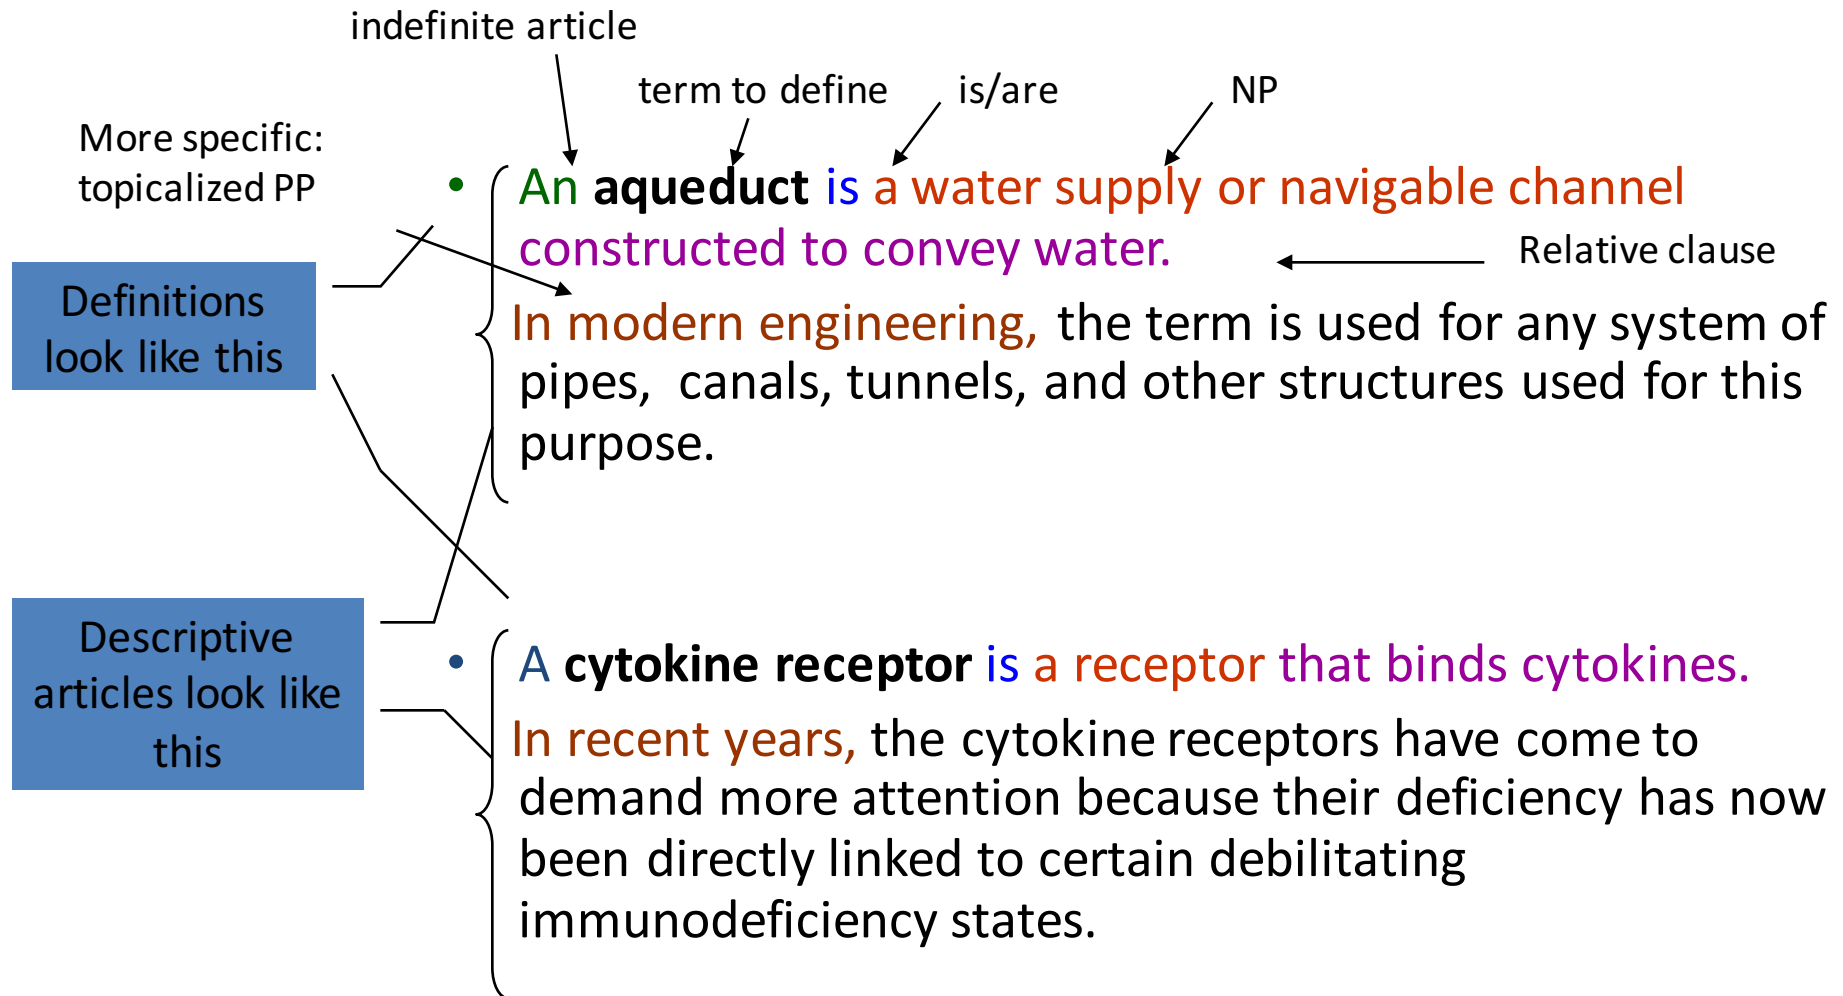 indefinite article
term to define
is/are
NP
More specific:
topicalized PP
• An aqueduct is a water supply or navigable channel
constructed to convey water.
Relative clause
Definitions
look like this
In modern engineering, the term is used for any system of
pipes, canals, tunnels, and other structures used for this
purpose.
Descriptive
articles look like
this
• A cytokine receptor is a receptor that binds cytokines.
In recent years, the cytokine receptors have come to
demand more attention because their deficiency has now
been directly linked to certain debilitating
immunodeficiency states.